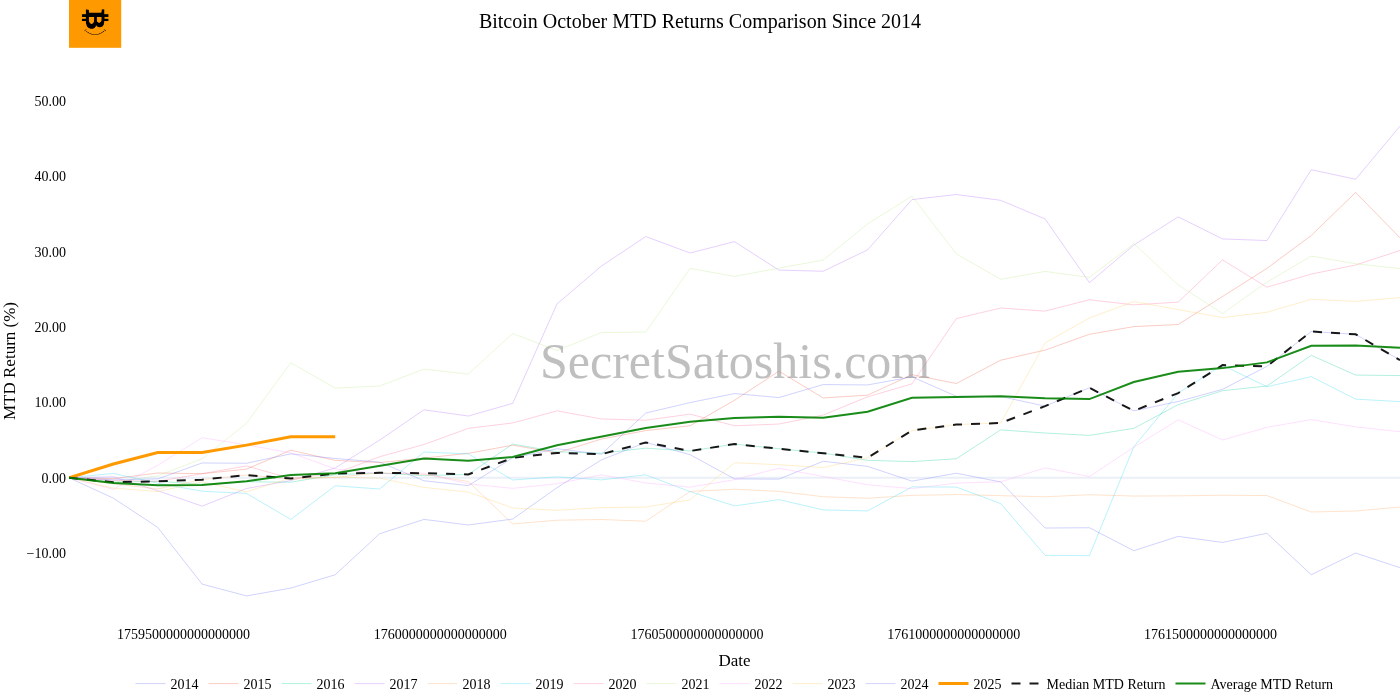 Bitcoin October MTD Returns Comparison Since 2014
50.00
40.00
30.00
20.00
10.00
0.00
−10.00
MTD Return (%)
SecretSatoshis.com
1759500000000000000
1760000000000000000
1760500000000000000
1761000000000000000
1761500000000000000
Date
2014 2015 2016 2017 2018 2019 2020 2021 2022 2023 2024 2025 Median MTD Return Average MTD Return